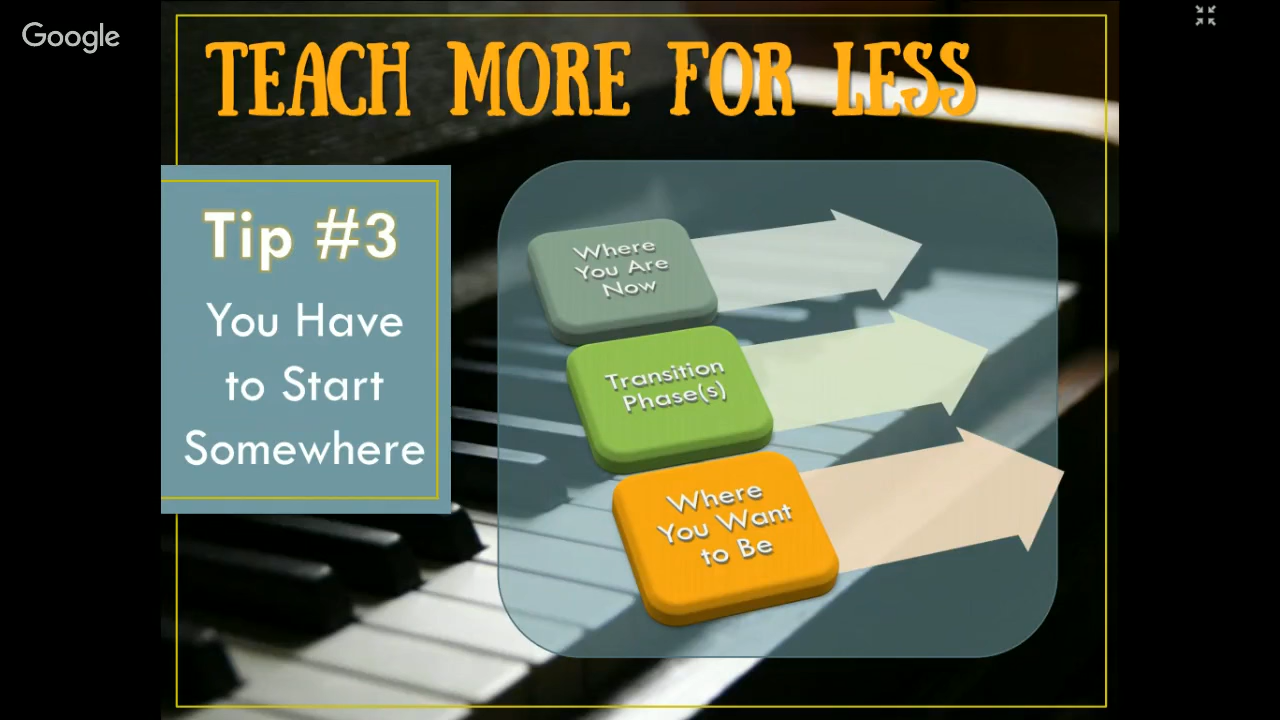 Google
TEACH MORE FOR LESS
Tip #3
You Have
to Start
Somewhere
Where
You Are
Now
Transition
Phase(s)
Where
You Want
to Be